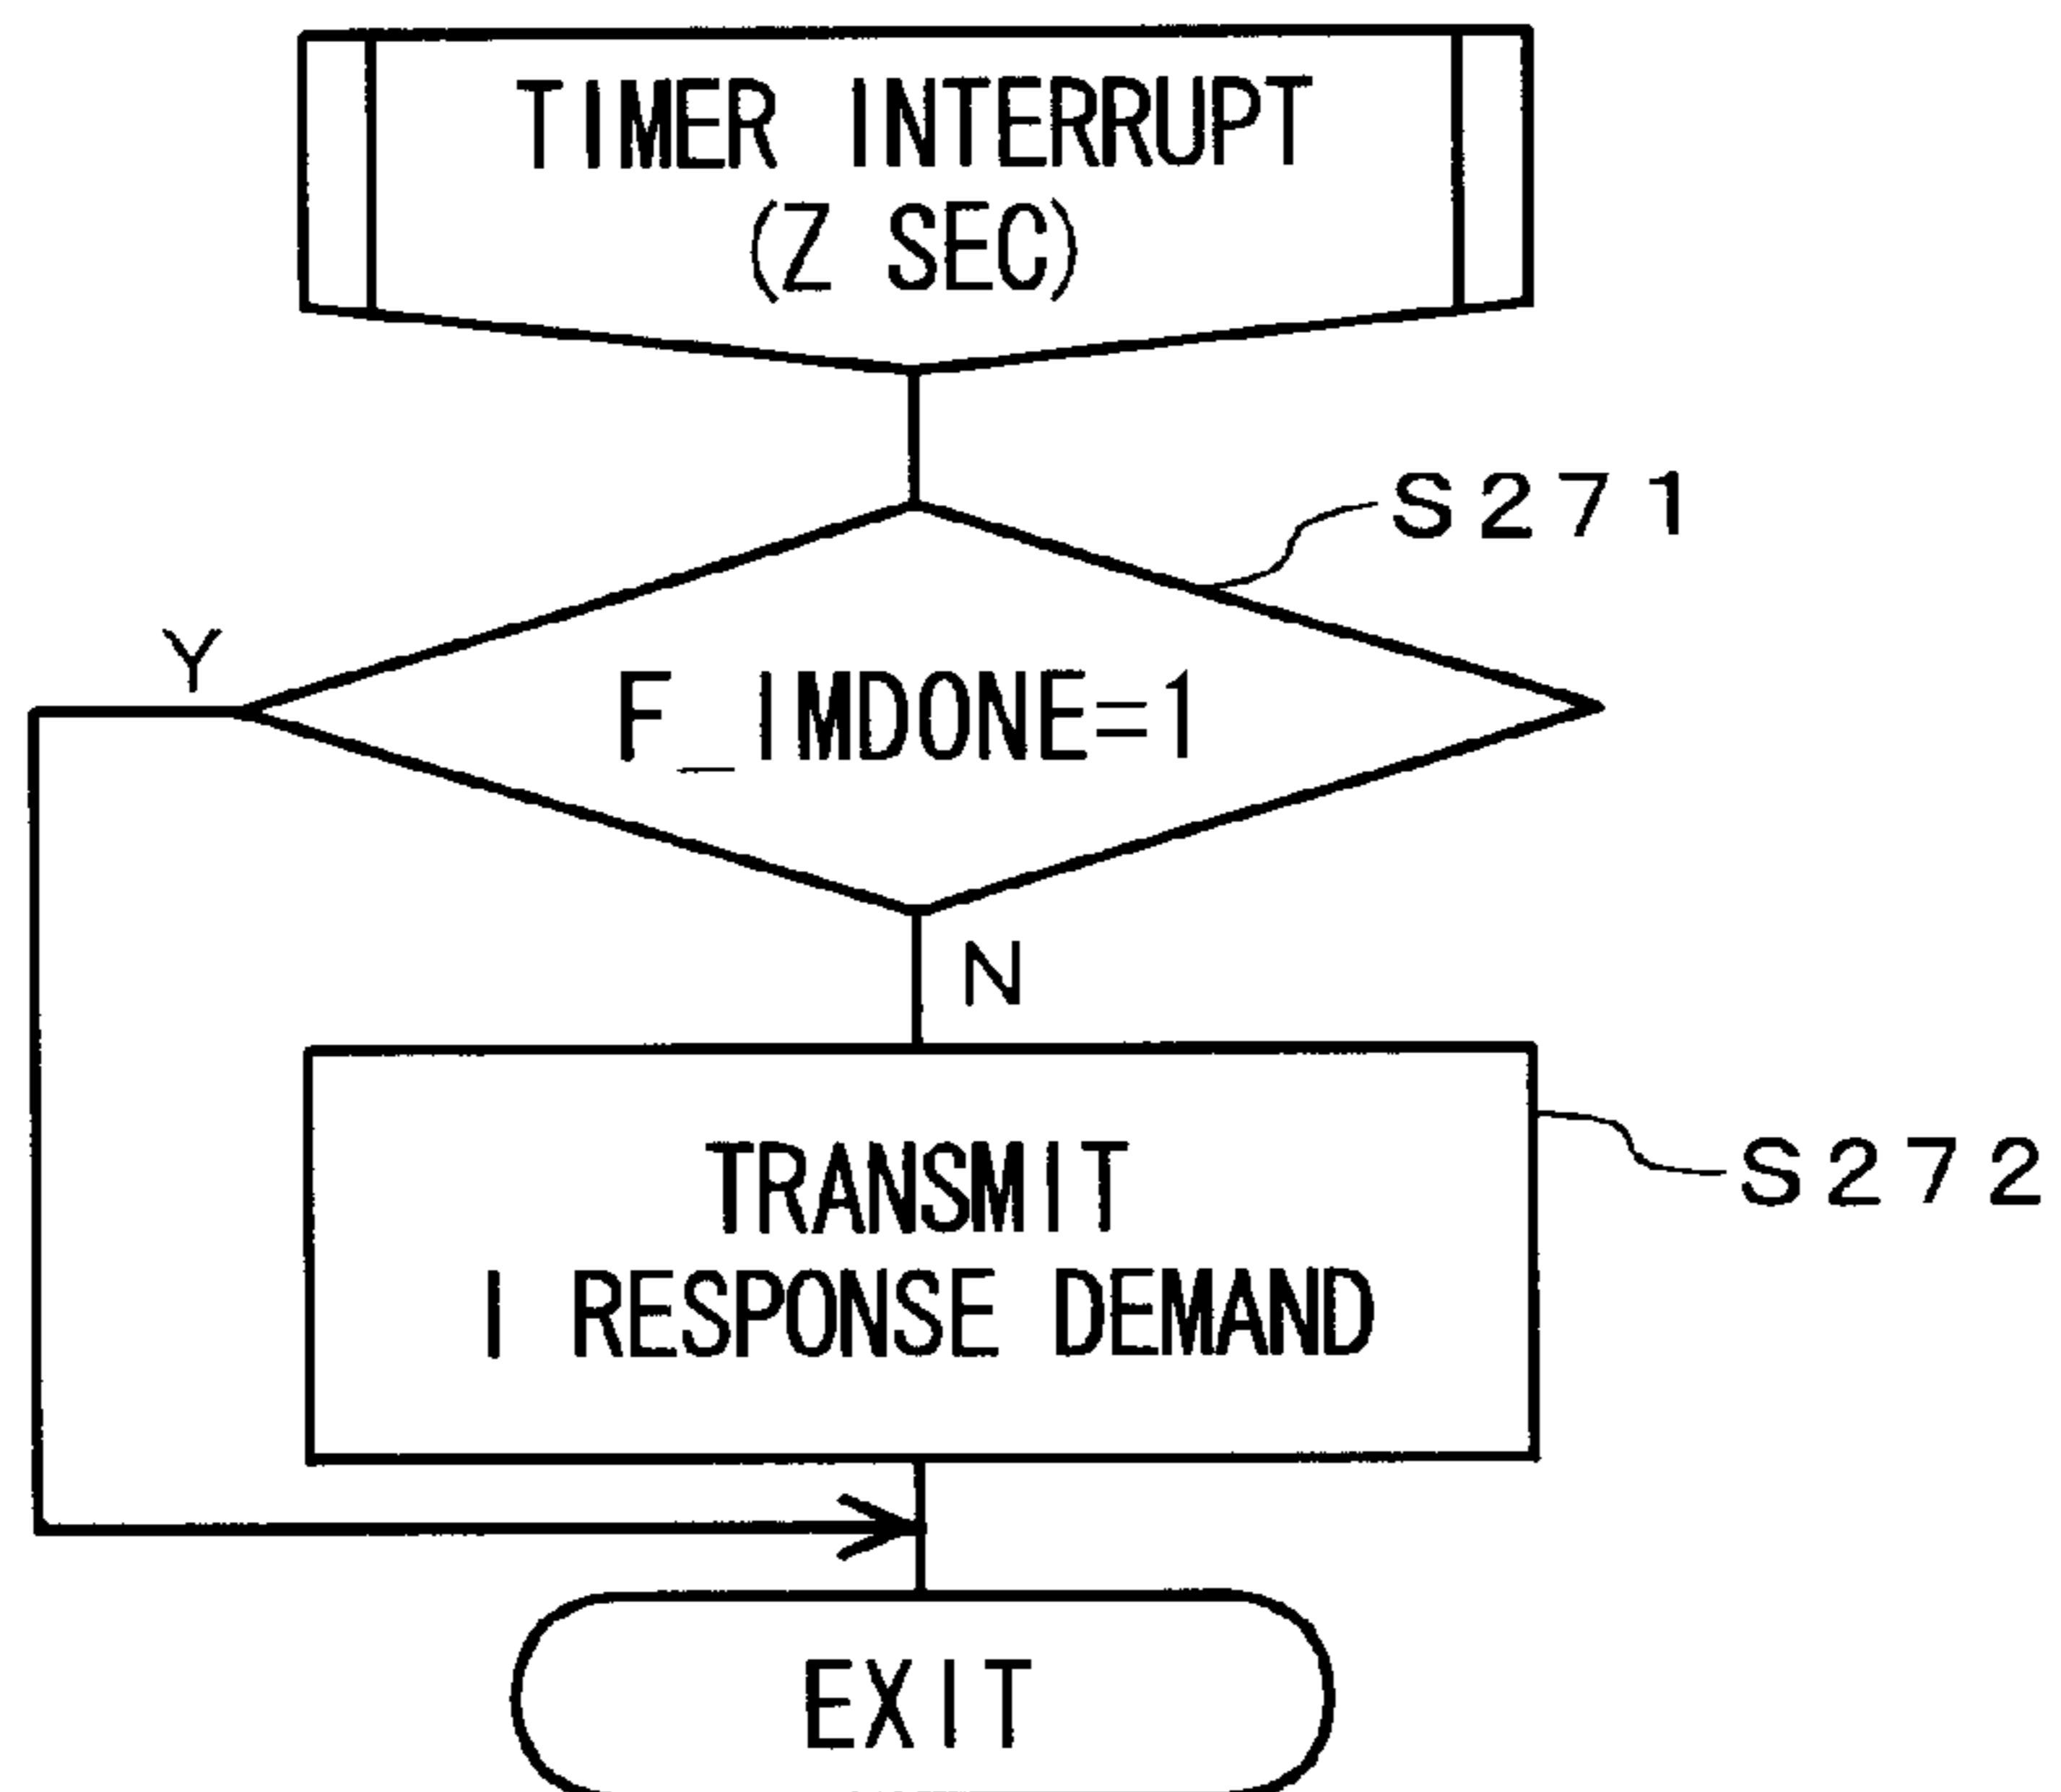 TIMER INTERRUPT
(Z SEC)
S271
Y
F_IMDONE=1
N
TRANSMIT
I RESPONSE DEMAND
S272
EXIT